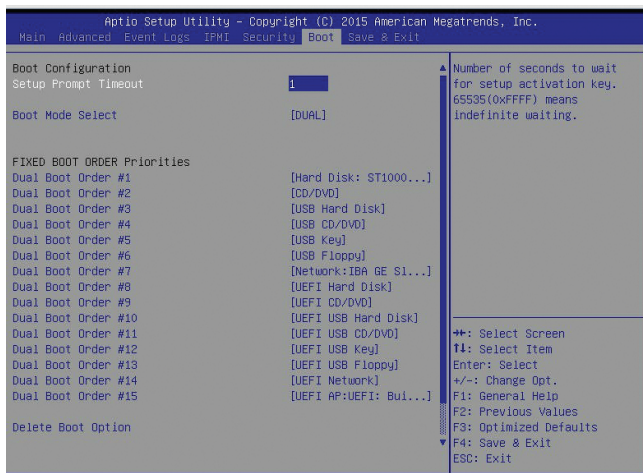 Aptio Setup Utility – Copyright (C) 2015 American Megatrends, Inc.
Main Advanced Event Logs IPMI Security Boot Save & Exit
Boot Configuration
Setup Prompt Timeout 1
Boot Mode Select [DUAL]
FIXED BOOT ORDER Priorities
Dual Boot Order #1 [Hard Disk: ST1000...]
Dual Boot Order #2 [CD/DVD]
Dual Boot Order #3 [USB Hard Disk]
Dual Boot Order #4 [USB CD/DVD]
Dual Boot Order #5 [USB Key]
Dual Boot Order #6 [USB Floppy]
Dual Boot Order #7 [Network:IBA GE Sl...]
Dual Boot Order #8 [UEFI Hard Disk]
Dual Boot Order #9 [UEFI CD/DVD]
Dual Boot Order #10 [UEFI USB Hard Disk]
Dual Boot Order #11 [UEFI USB CD/DVD]
Dual Boot Order #12 [UEFI USB Key]
Dual Boot Order #13 [UEFI USB Floppy]
Dual Boot Order #14 [UEFI Network]
Dual Boot Order #15 [UEFI AP:UEFI: Bui...]
Delete Boot Option
Number of seconds to wait
for setup activation key.
65535(0xFFFF) means
indefinite waiting.
→←: Select Screen
↑↓: Select Item
Enter: Select
+/-: Change Opt.
F1: General Help
F2: Previous Values
F3: Optimized Defaults
F4: Save & Exit
ESC: Exit